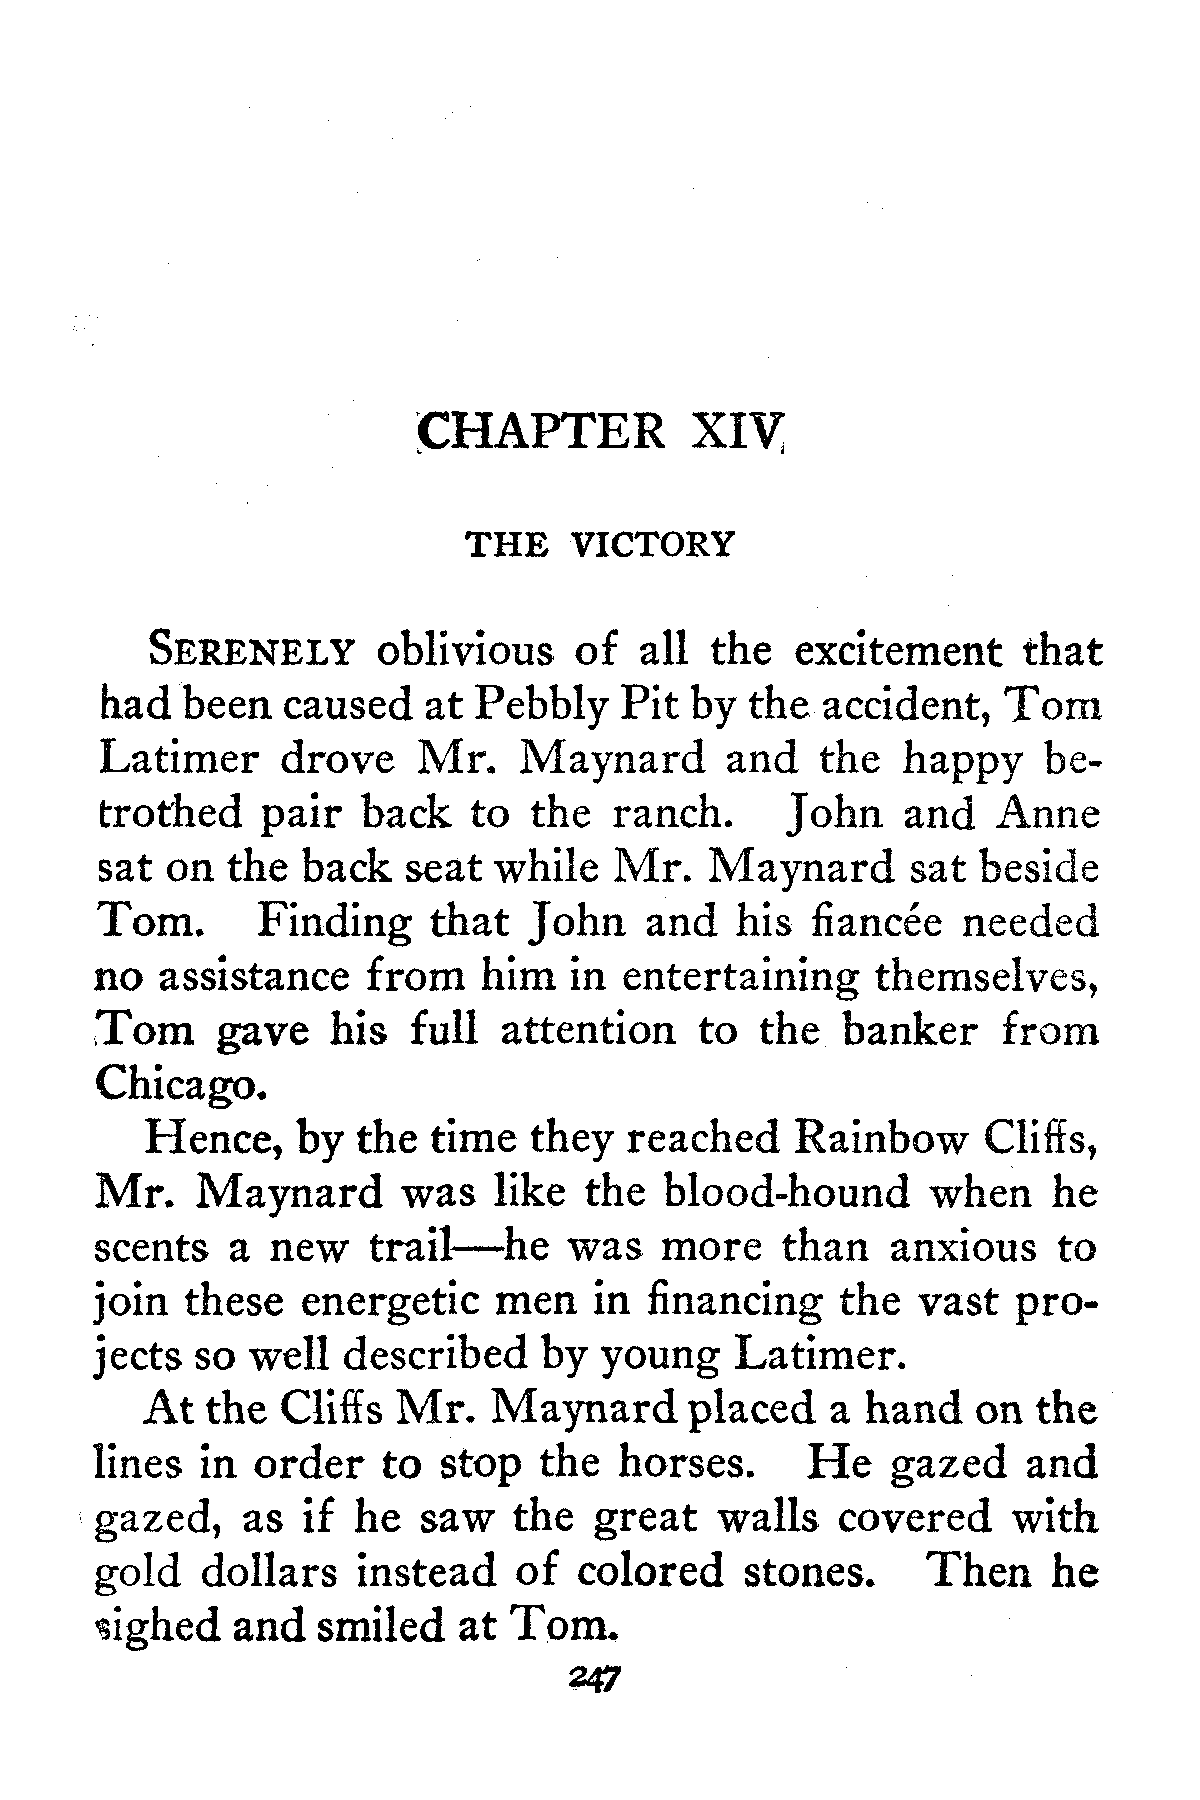 CHAPTER XIV
THE VICTORY
SERENELY oblivious of all the excitement that
had been caused at Pebbly Pit by the accident, Tom
Latimer drove Mr. Maynard and the happy be-
trothed pair back to the ranch. John and Anne
sat on the back seat while Mr. Maynard sat beside
Tom. Finding that John and his fiancée needed
no assistance from him in entertaining themselves,
Tom gave his full attention to the banker from
Chicago.
Hence, by the time they reached Rainbow Cliffs,
Mr. Maynard was like the blood-hound when he
scents a new trail—he was more than anxious to
join these energetic men in financing the vast pro-
jects so well described by young Latimer.
At the Cliffs Mr. Maynard placed a hand on the
lines in order to stop the horses. He gazed and
gazed, as if he saw the great walls covered with
gold dollars instead of colored stones. Then he
sighed and smiled at Tom.
247